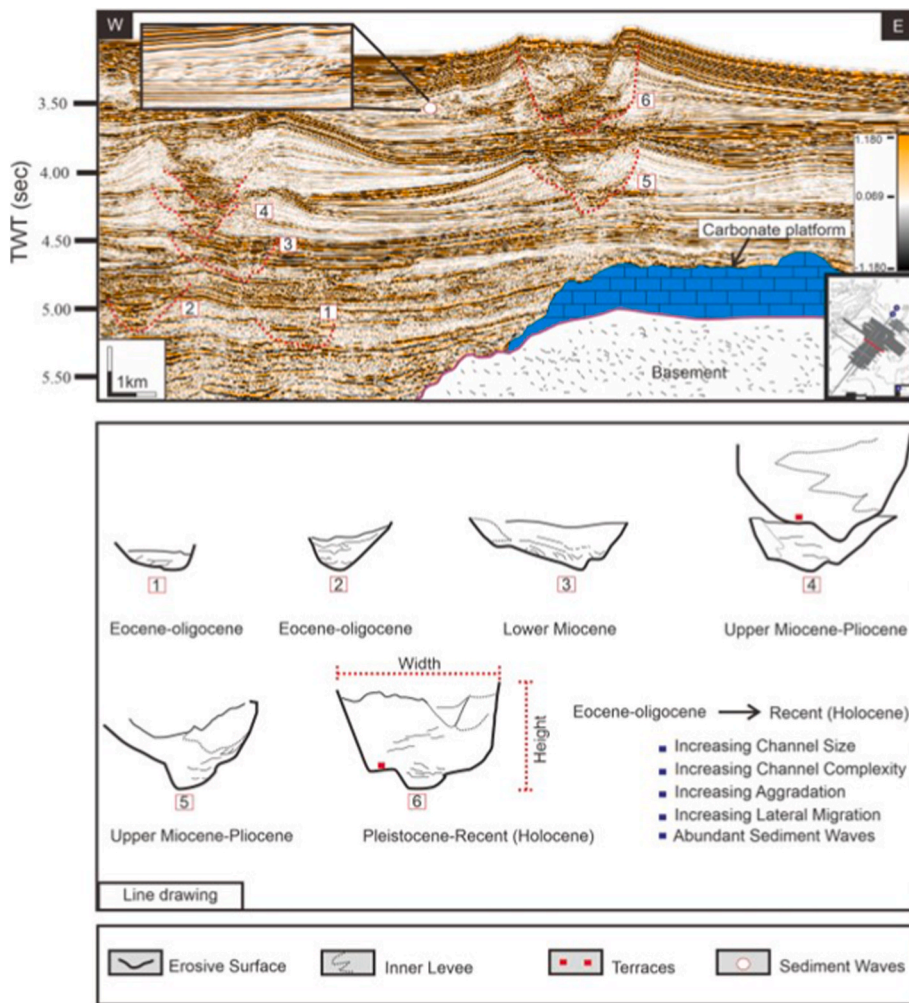 W
E
TWT (sec)
3.50
4.00
4.50
5.00
5.50
1km
1
2
3
4
5
6
Carbonate platform
Basement
1.180
0.069
-1.180
1
2
3
4
Eocene-oligocene
Eocene-oligocene
Lower Miocene
Upper Miocene-Pliocene
Width
Height
5
6
Upper Miocene-Pliocene
Pleistocene-Recent (Holocene)
Eocene-oligocene
Recent (Holocene)
Increasing Channel Size
Increasing Channel Complexity
Increasing Aggradation
Increasing Lateral Migration
Abundant Sediment Waves
Line drawing
Erosive Surface
Inner Levee
Terraces
Sediment Waves